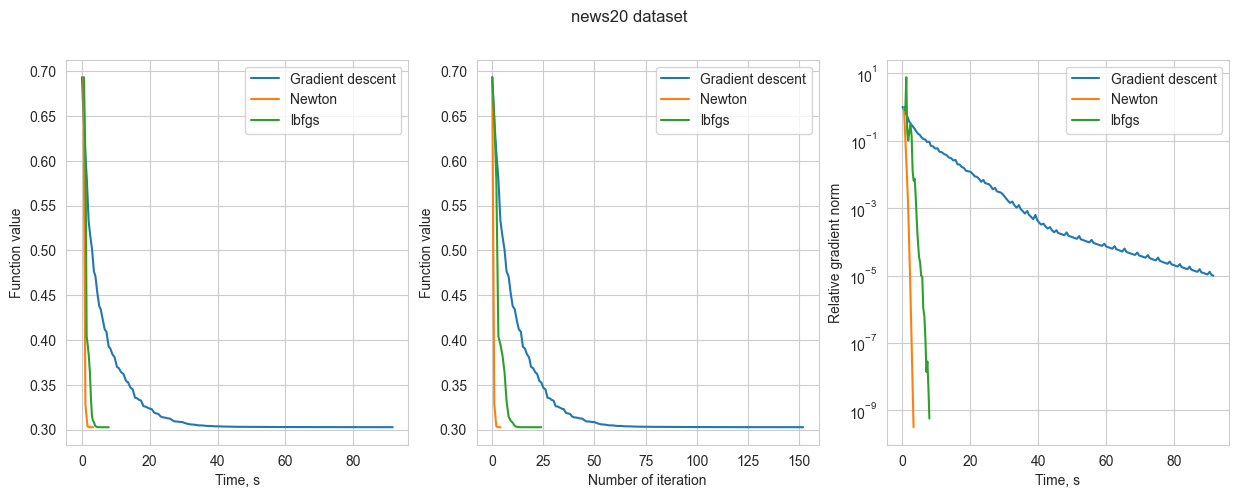 news20 dataset
0.70
0.65
0.60
0.55
0.50
0.45
0.40
0.35
0.30
Function value
0 20 40 60 80
Time, s
Gradient descent
Newton
lbfgs
0.70
0.65
0.60
0.55
0.50
0.45
0.40
0.35
0.30
Function value
0 25 50 75 100 125 150
Number of iteration
Gradient descent
Newton
lbfgs
10^1
10^−1
10^−3
10^−5
10^−7
10^−9
Relative gradient norm
0 20 40 60 80
Time, s
Gradient descent
Newton
lbfgs